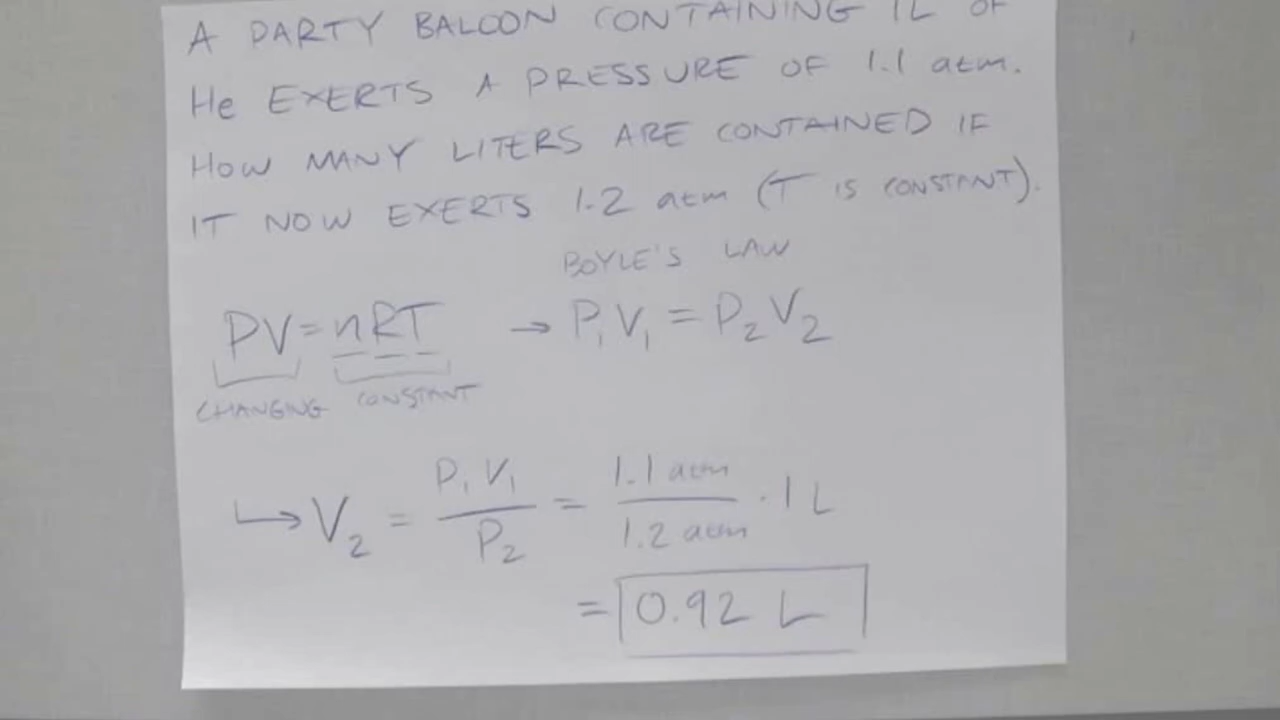 A PARTY BALOON CONTAINING 1L OF
He EXERTS A PRESSURE OF 1.1 atm.
HOW MANY LITERS ARE CONTAINED IF
IT NOW EXERTS 1.2 atm (T IS CONSTANT).
BOYLE'S LAW
PV = nRT → P₁V₁ = P₂V₂
CHANGING CONSTANT
↳ V₂ = P₁V₁ / P₂ = 1.1 atm / 1.2 atm · 1 L
= 0.92 L